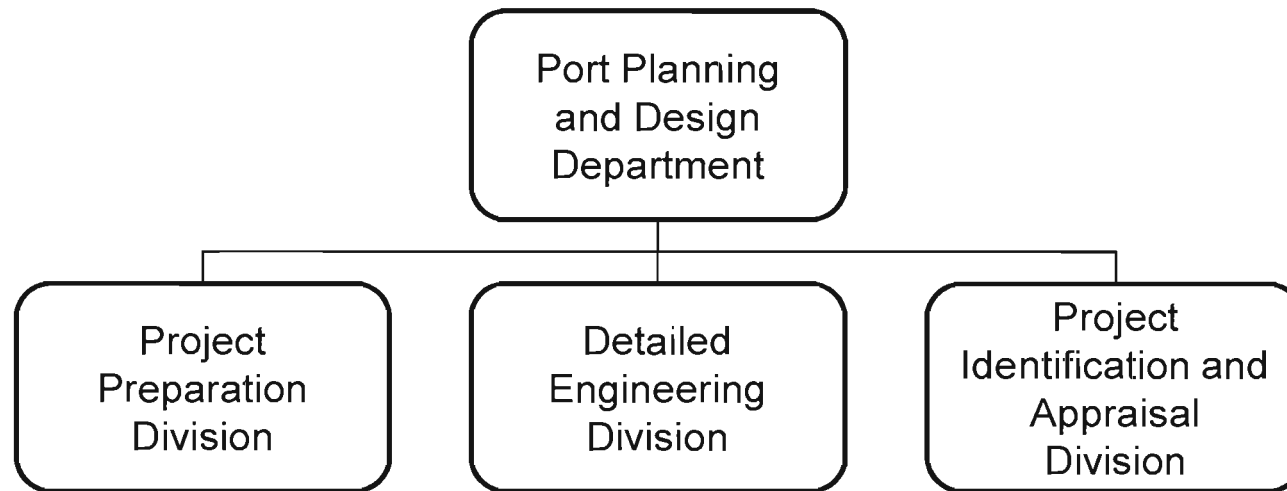 Port Planning
and Design
Department
Project
Preparation
Division
Detailed
Engineering
Division
Project
Identification and
Appraisal
Division